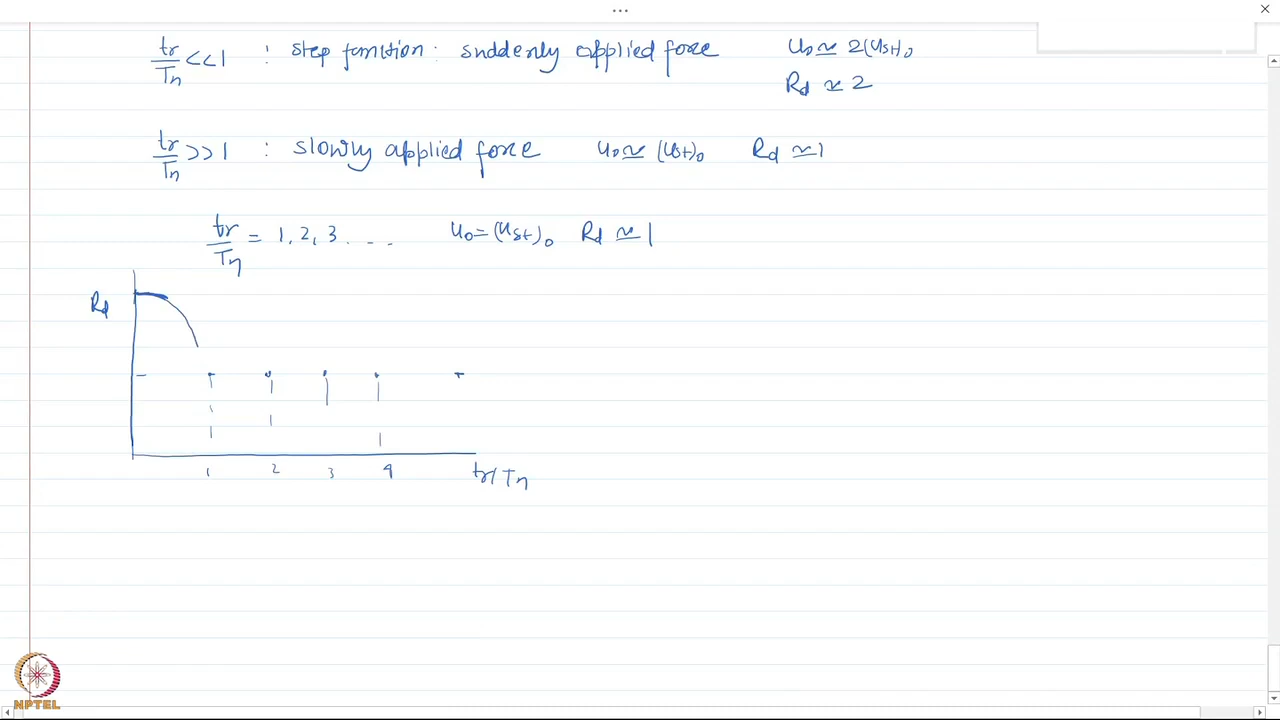 tr/Tn <<1 : step function : suddenly applied force u0 ≃ 2(ust)0
Rd ≃ 2
tr/Tn >> 1 : slowly applied force u0 ≃ (ust)0 Rd ≃ 1
tr/Tn = 1, 2, 3 . - - . u0 = (ust)0 Rd ≃ 1
Rd
1 2 3 4 tr/Tn
NPTEL